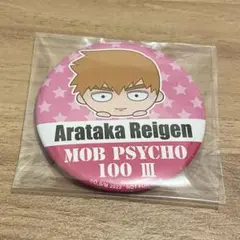 Arataka Reigen
MOB PSYCHO
100 III